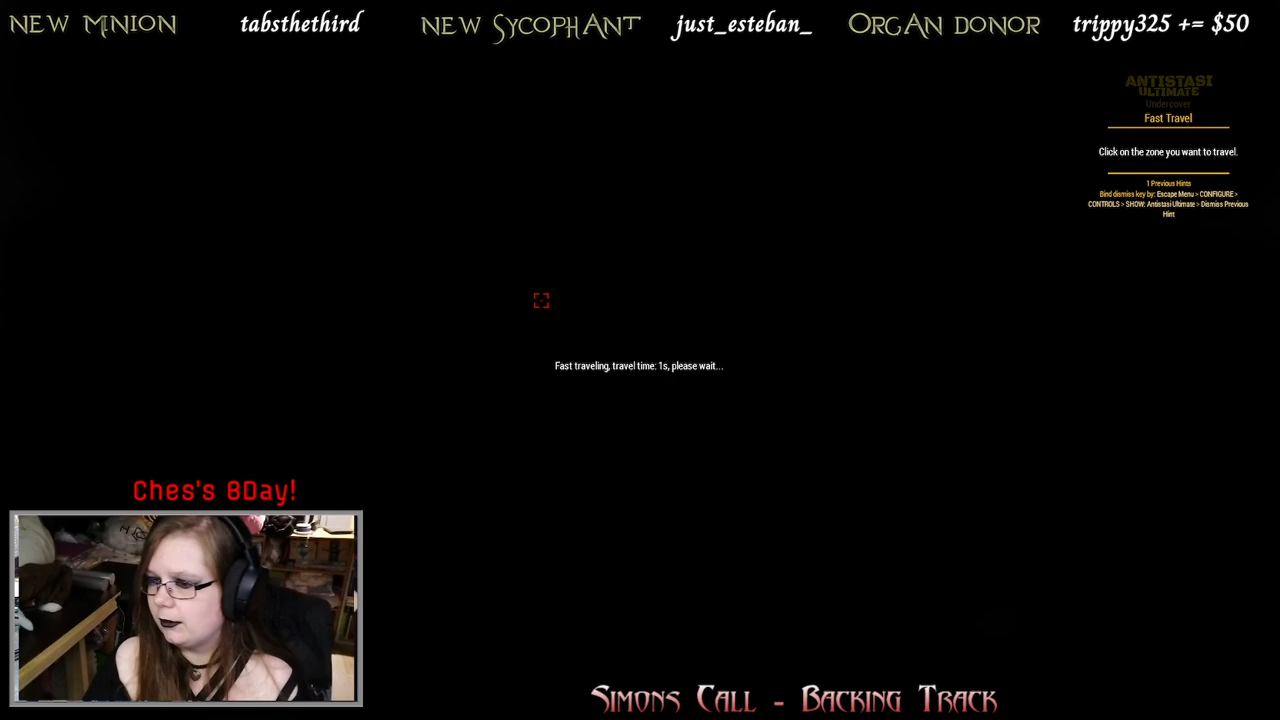 NEW MINION tabsthethird NEW SYCOPHANT just_esteban_ ORGAN DONOR trippy325 += $50
ANTISTASI
ULTIMATE
Undercover
Fast Travel
Click on the zone you want to travel.
1 Previous Hints
Bind dismiss key by: Escape Menu > CONFIGURE >
CONTROLS > SHOW: Antistasi Ultimate > Dismiss Previous
Hint
Fast traveling, travel time: 1s, please wait...
Ches's BDay!
Simons Call - Backing Track